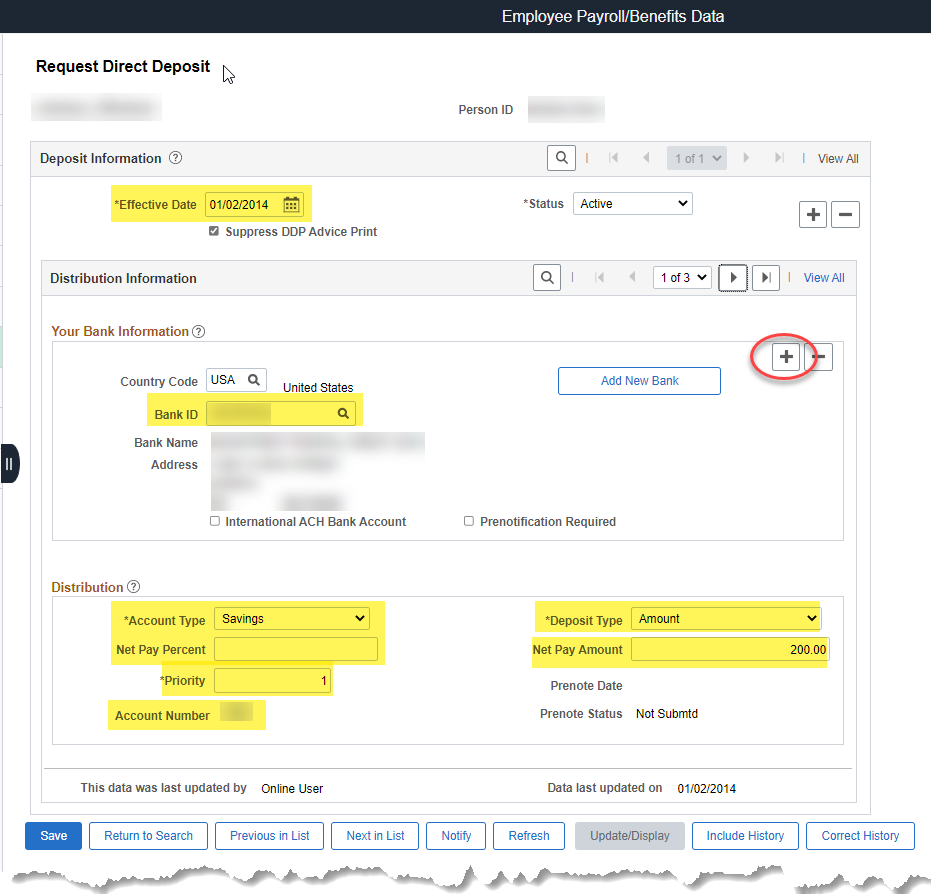 Employee Payroll/Benefits Data
Request Direct Deposit
Person ID
Deposit Information ? 1 of 1 View All
*Effective Date 01/02/2014 *Status Active
Suppress DDP Advice Print
Distribution Information 1 of 3 View All
Your Bank Information ?
Country Code USA United States Add New Bank
Bank ID
Bank Name
Address
International ACH Bank Account Prenotification Required
Distribution ?
*Account Type Savings *Deposit Type Amount
Net Pay Percent Net Pay Amount 200.00
*Priority 1 Prenote Date
Account Number Prenote Status Not Submtd
This data was last updated by Online User Data last updated on 01/02/2014
Save Return to Search Previous in List Next in List Notify Refresh Update/Display Include History Correct History